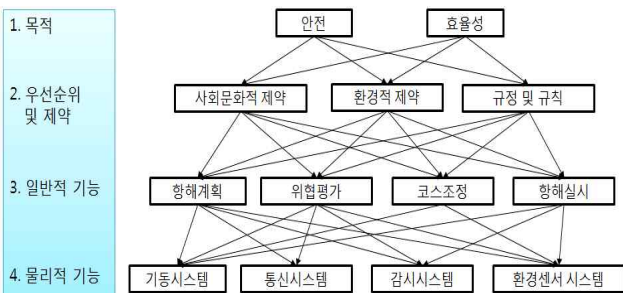 1. 목적
안전
효율성
2. 우선순위
및 제약
사회문화적 제약
환경적 제약
규정 및 규칙
3. 일반적 기능
항해계획
위협평가
코스조정
항해실시
4. 물리적 기능
기동시스템
통신시스템
감시시스템
환경센서 시스템